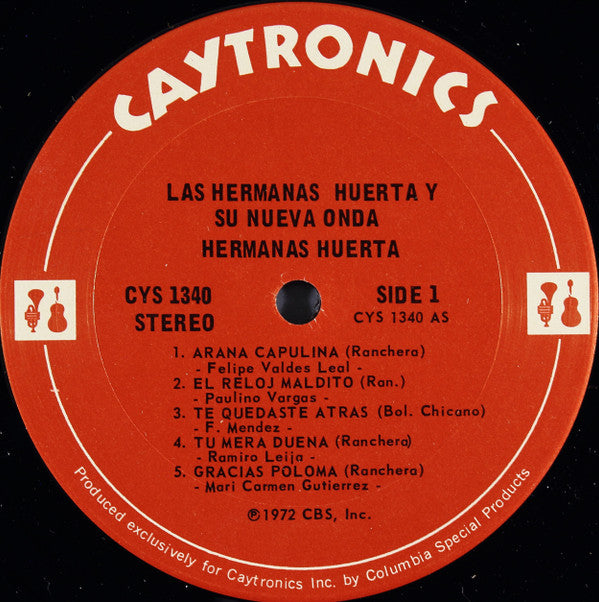 CAYTRONICS
LAS HERMANAS HUERTA Y
SU NUEVA ONDA
HERMANAS HUERTA
CYS 1340
STEREO
SIDE 1
CYS 1340 AS
1. ARANA CAPULINA (Ranchera)
- Felipe Valdes Leal -
2. EL RELOJ MALDITO (Ran.)
- Paulino Vargas -
3. TE QUEDASTE ATRAS (Bol. Chicano)
- F. Mendez -
4. TU MERA DUENA (Ranchera)
- Ramiro Leija -
5. GRACIAS POLOMA (Ranchera)
- Mari Carmen Gutierrez -
℗1972 CBS, Inc.
Produced exclusively for Caytronics Inc. by Columbia Special Products